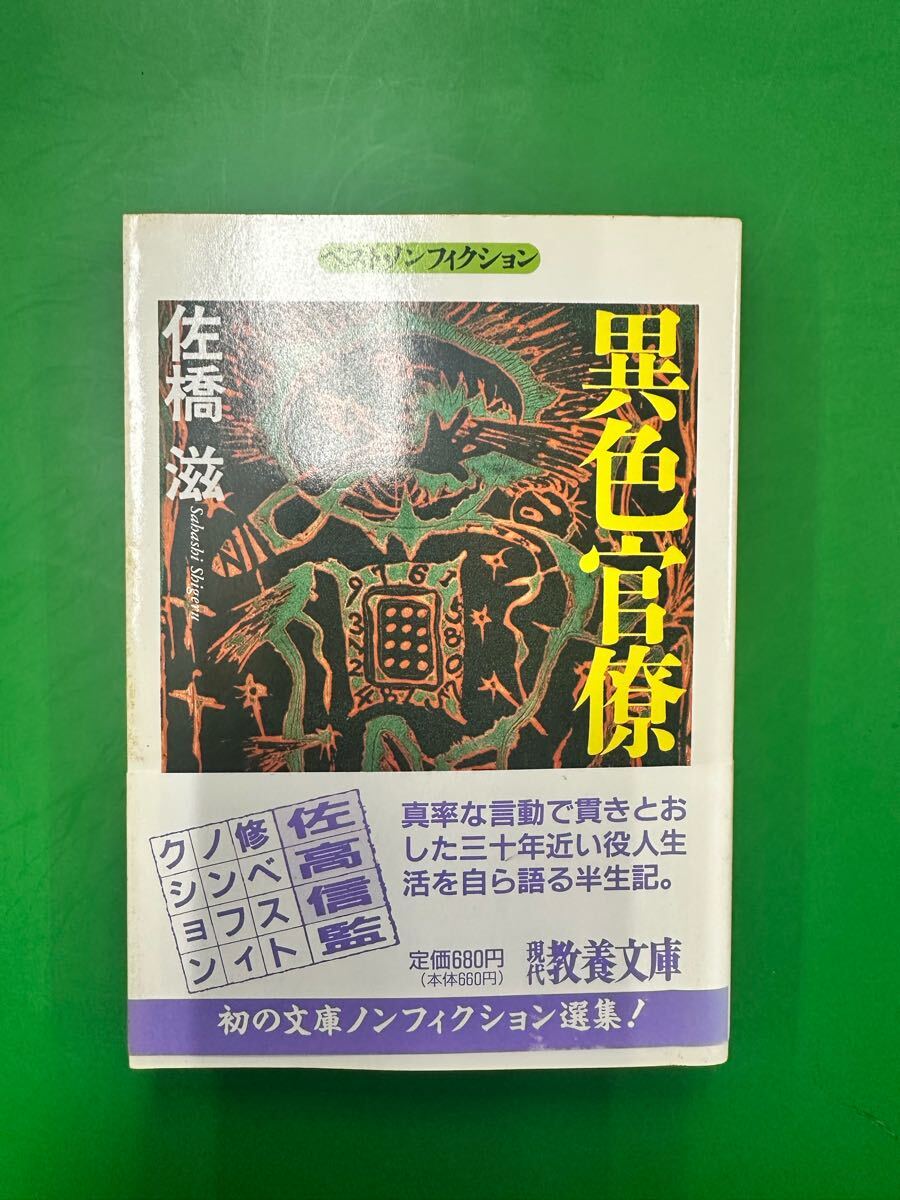 ベストノンフィクション
異色官僚
佐橋 滋
Sabashi Shigeru
真率な言動で貫きとお
した三十年近い役人生
活を自ら語る半生記。
佐高信監
修ベスト
ノンフィ
クション
定価680円
(本体660円)
現代教養文庫
初の文庫ノンフィクション選集!